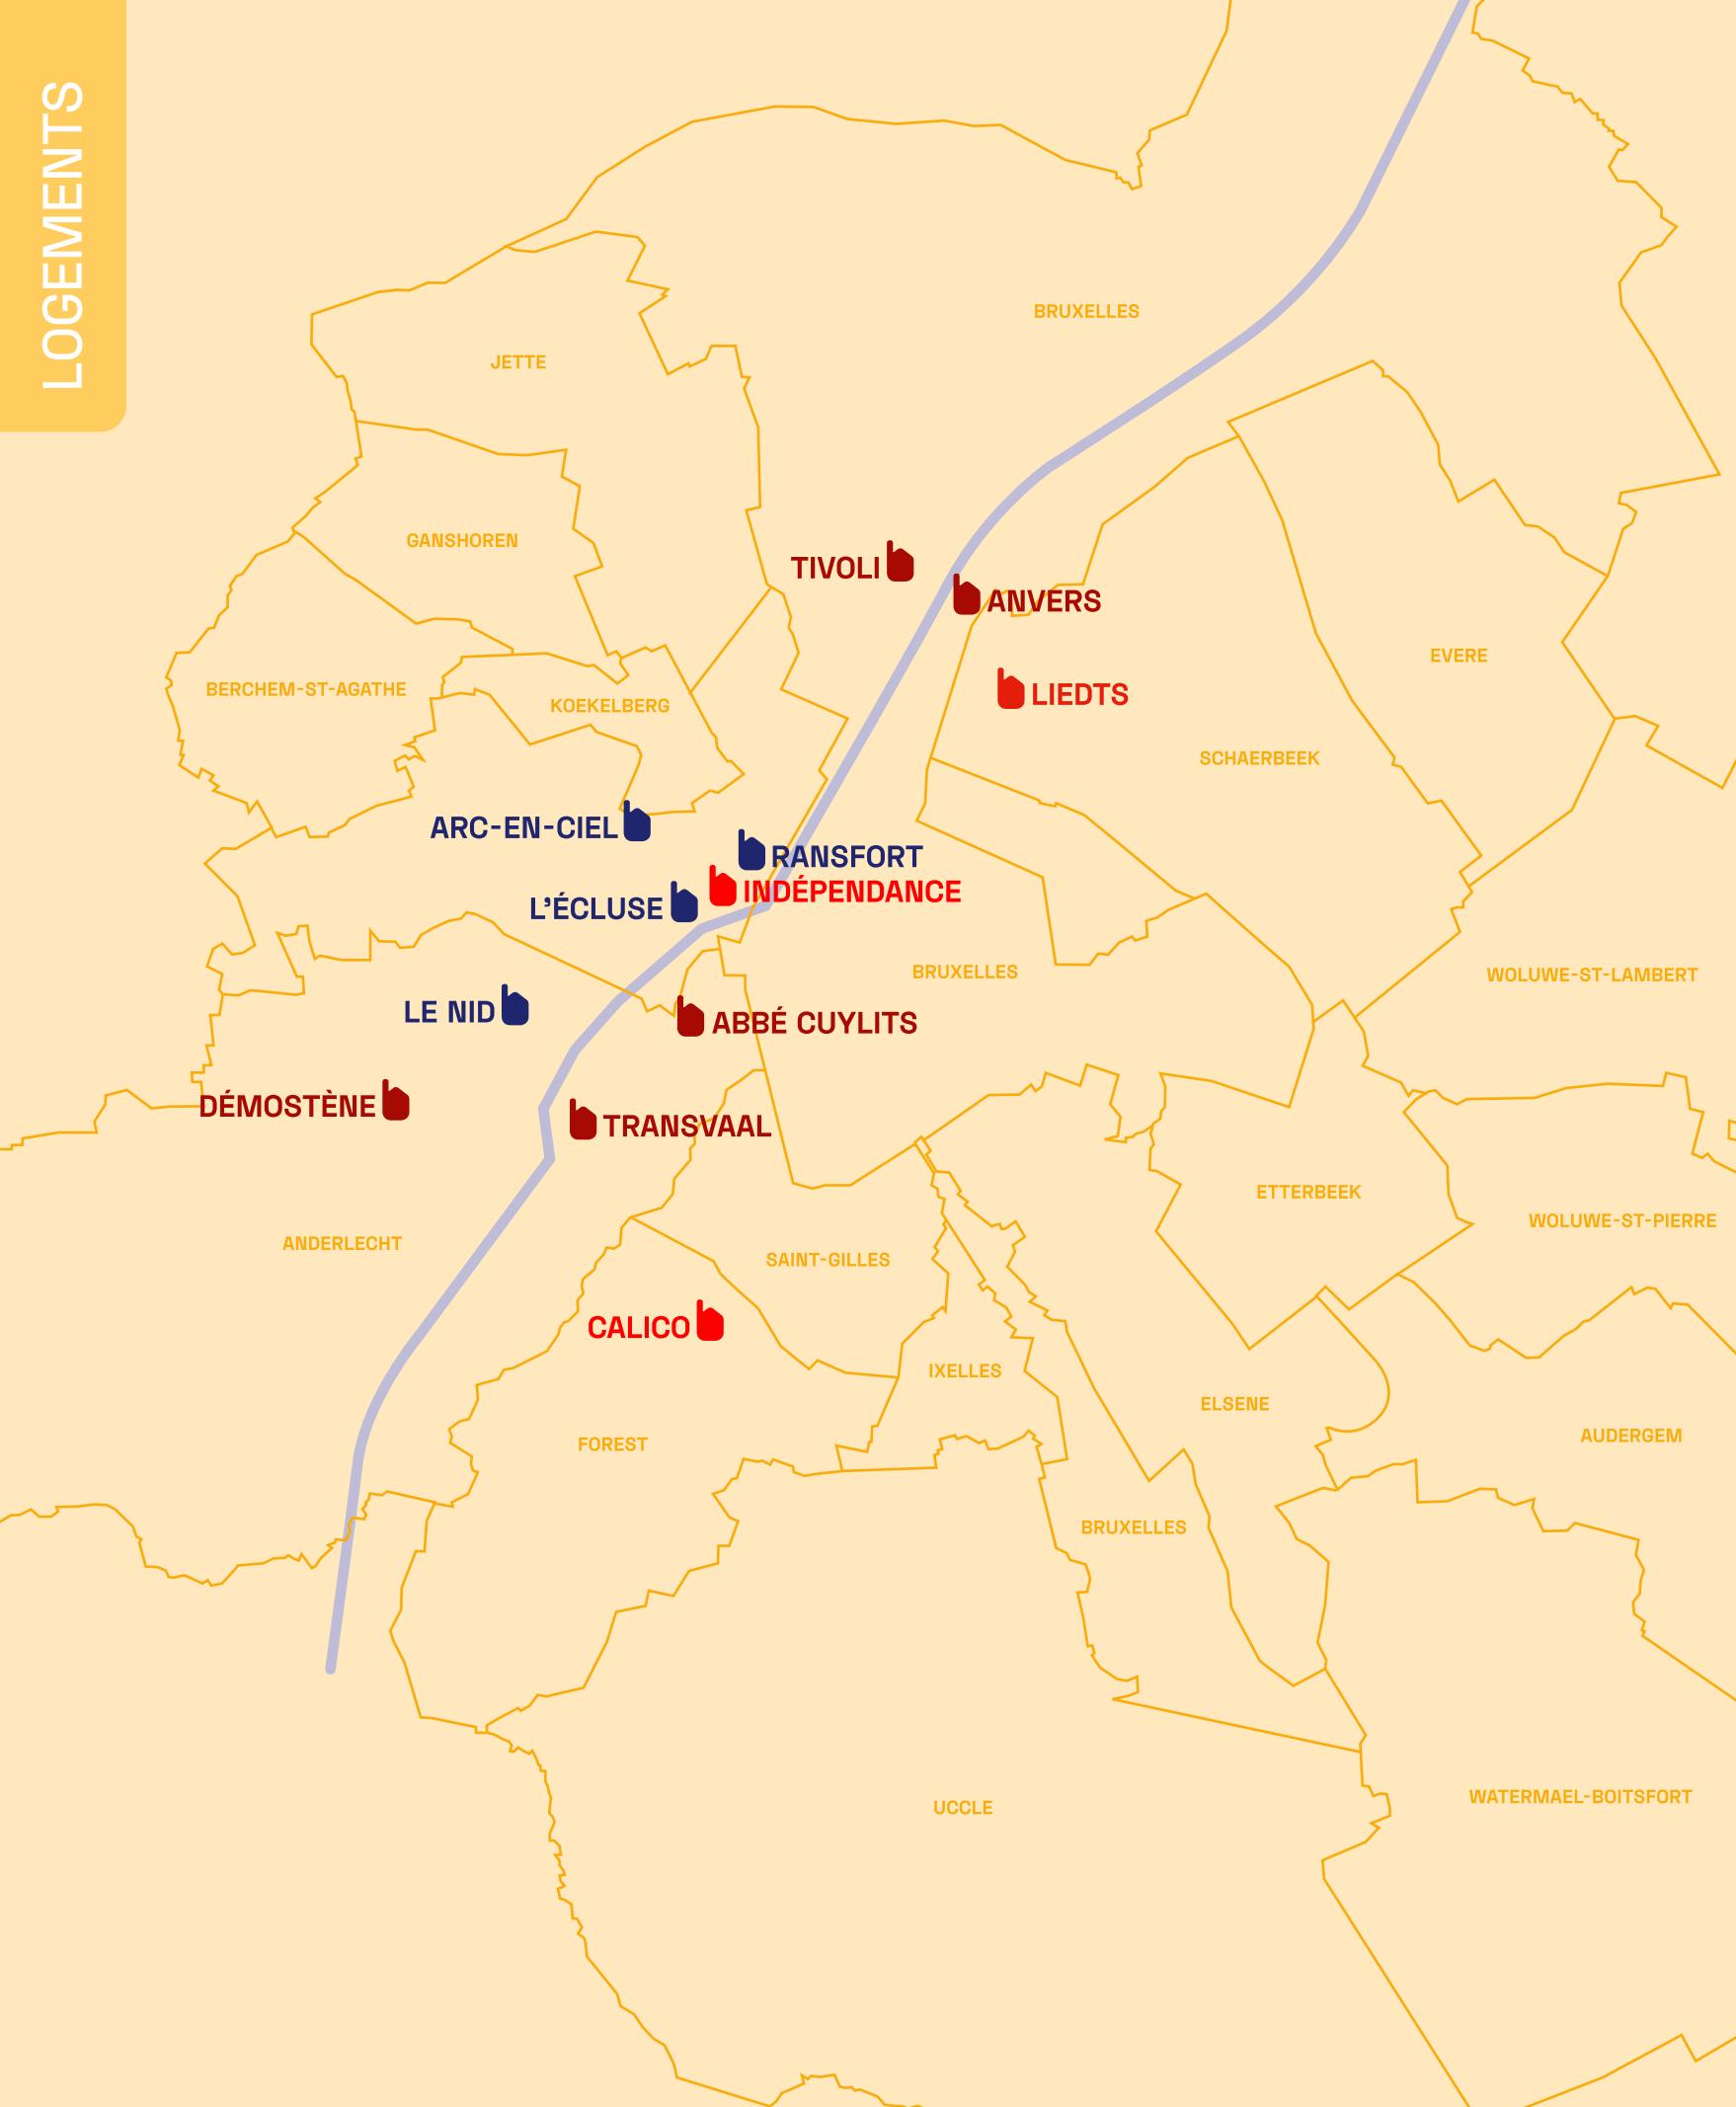 LOGEMENTS
BRUXELLES
JETTE
GANSHOREN
TIVOLI
ANVERS
EVERE
BERCHEM-ST-AGATHE
LIEDTS
KOEKELBERG
SCHAERBEEK
ARC-EN-CIEL
RANSFORT
INDÉPENDANCE
L'ÉCLUSE
BRUXELLES
WOLUWE-ST-LAMBERT
LE NID
ABBÉ CUYLITS
DÉMOSTÈNE
TRANSVAAL
ETTERBEEK
WOLUWE-ST-PIERRE
ANDERLECHT
SAINT-GILLES
CALICO
IXELLES
ELSENE
AUDERGEM
FOREST
BRUXELLES
WATERMAEL-BOITSFORT
UCCLE